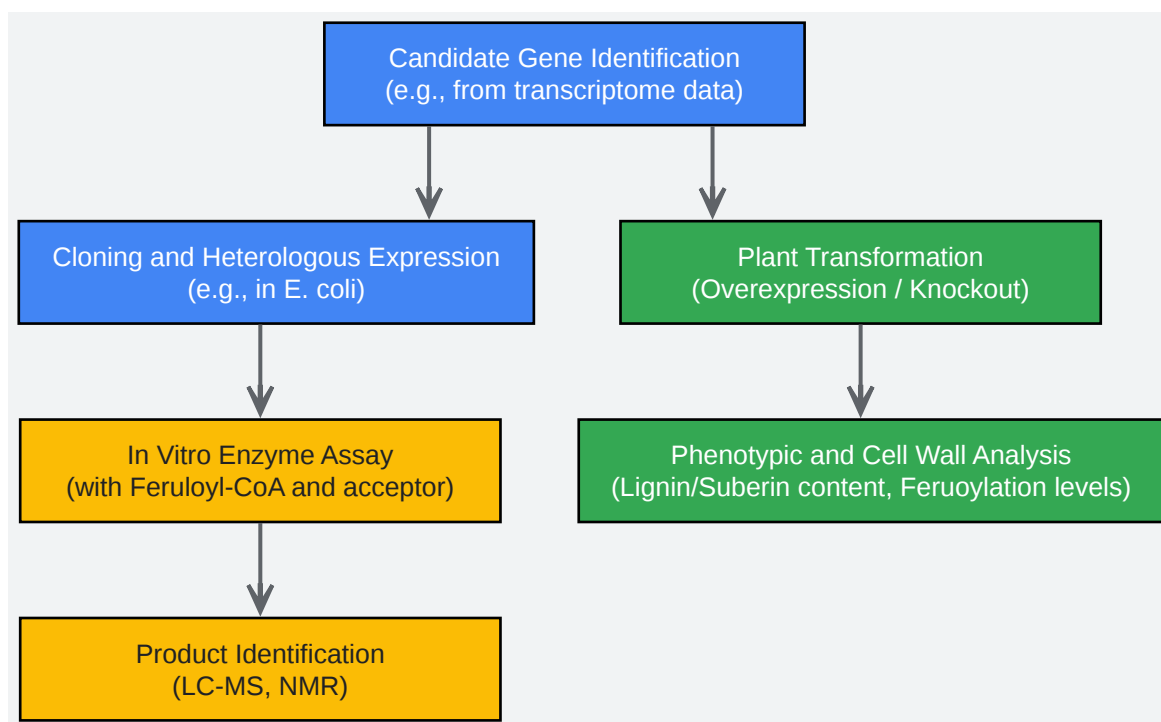 Candidate Gene Identification
(e.g., from transcriptome data)
Cloning and Heterologous Expression
(e.g., in E. coli)
Plant Transformation
(Overexpression / Knockout)
In Vitro Enzyme Assay
(with Feruloyl-CoA and acceptor)
Phenotypic and Cell Wall Analysis
(Lignin/Suberin content, Feruoylation levels)
Product Identification
(LC-MS, NMR)